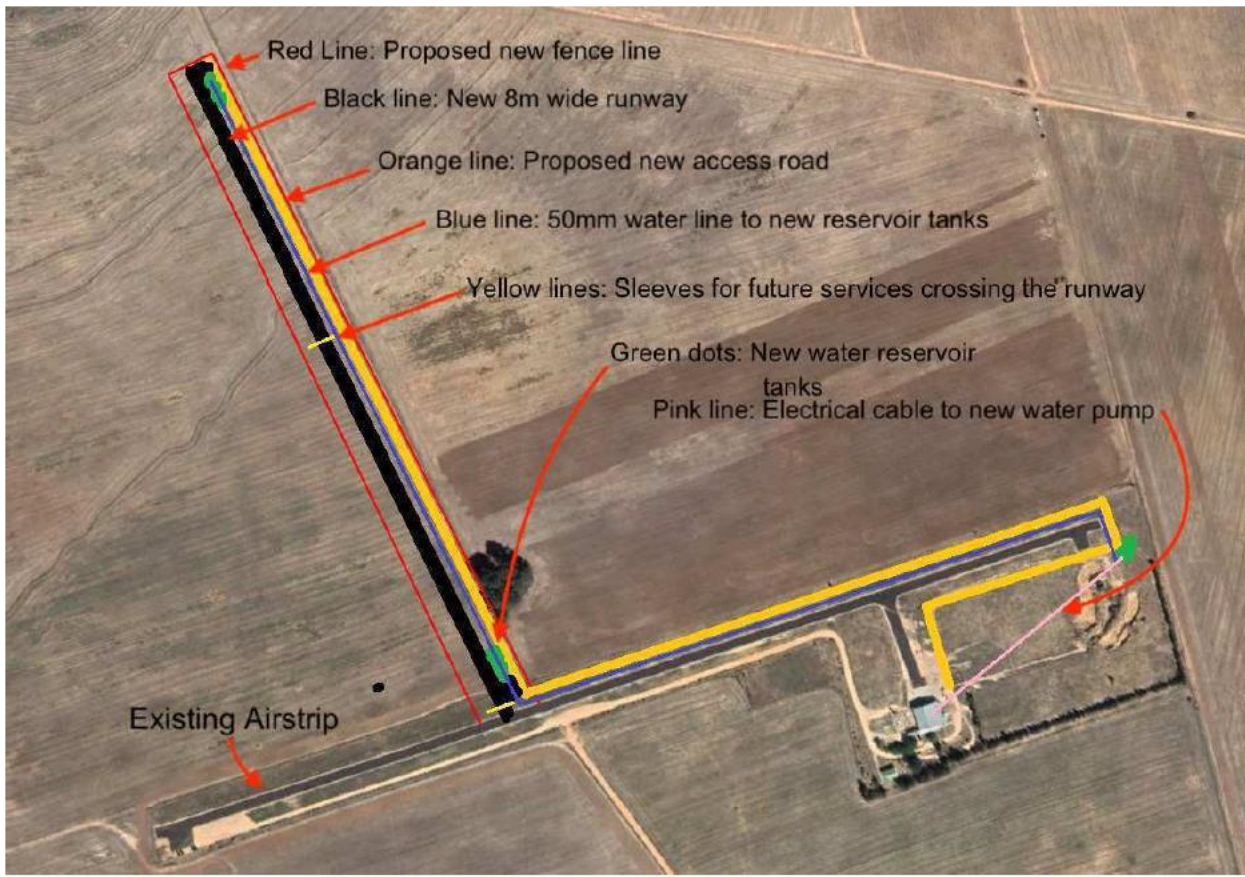 Red Line: Proposed new fence line
Black line: New 8m wide runway
Orange line: Proposed new access road
Blue line: 50mm water line to new reservoir tanks
Yellow lines: Sleeves for future services crossing the runway
Green dots: New water reservoir
tanks
Pink line: Electrical cable to new water pump
Existing Airstrip